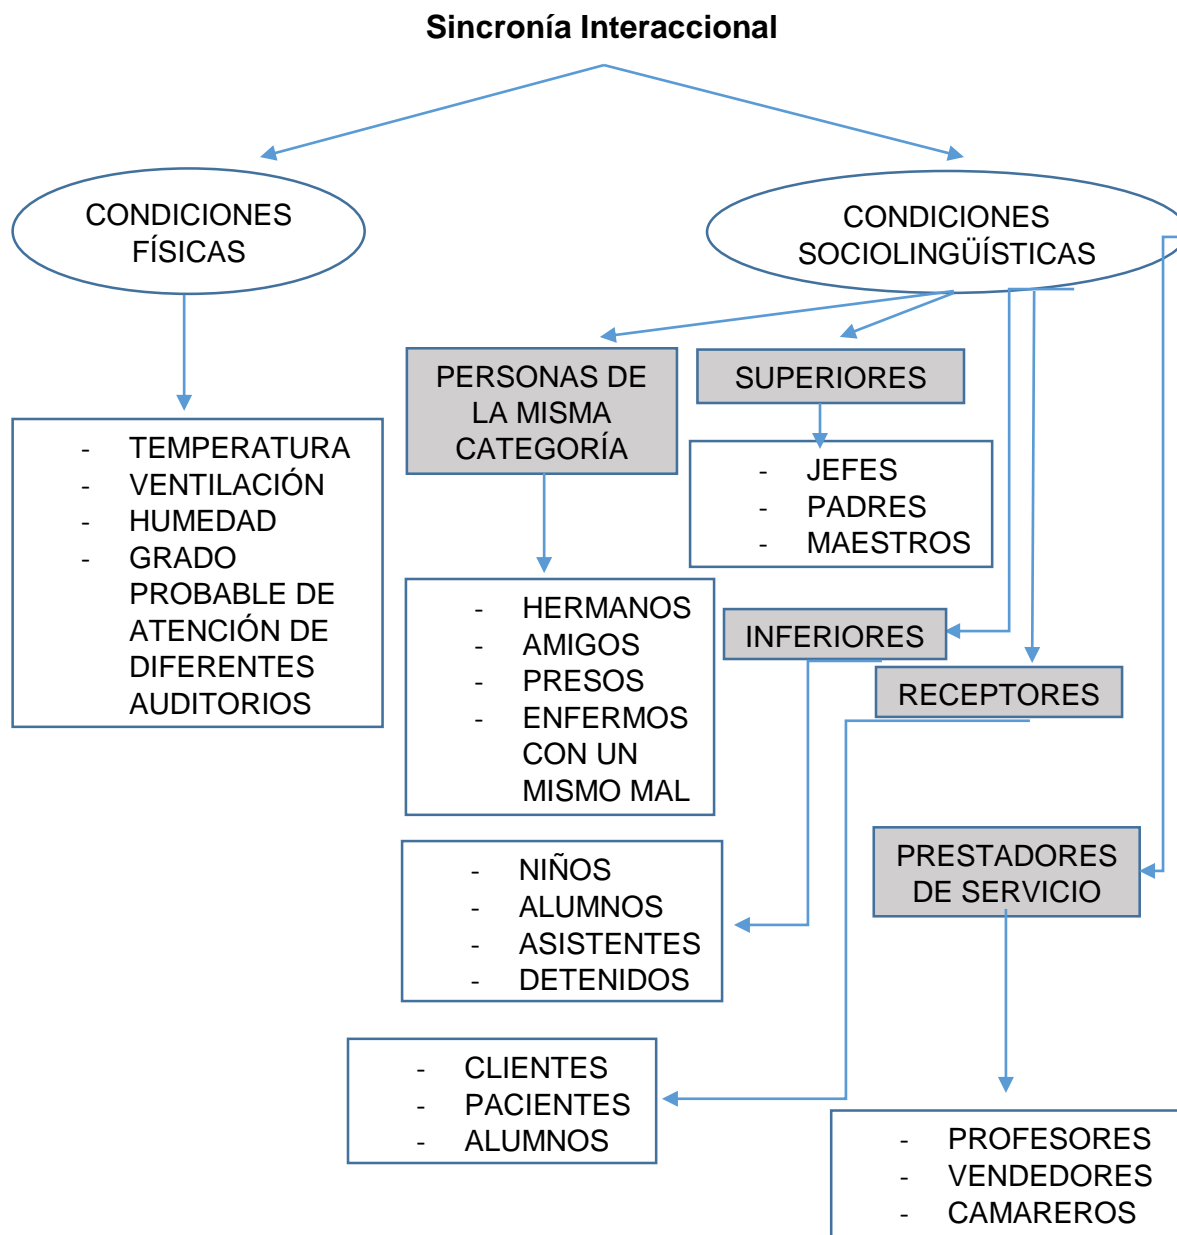 Sincronía Interaccional
CONDICIONES
FÍSICAS
CONDICIONES
SOCIOLINGÜÍSTICAS
- TEMPERATURA
- VENTILACIÓN
- HUMEDAD
- GRADO
PROBABLE DE
ATENCIÓN DE
DIFERENTES
AUDITORIOS
PERSONAS DE
LA MISMA
CATEGORÍA
- HERMANOS
- AMIGOS
- PRESOS
- ENFERMOS
CON UN
MISMO MAL
SUPERIORES
- JEFES
- PADRES
- MAESTROS
INFERIORES
- NIÑOS
- ALUMNOS
- ASISTENTES
- DETENIDOS
RECEPTORES
- CLIENTES
- PACIENTES
- ALUMNOS
PRESTADORES
DE SERVICIO
- PROFESORES
- VENDEDORES
- CAMAREROS